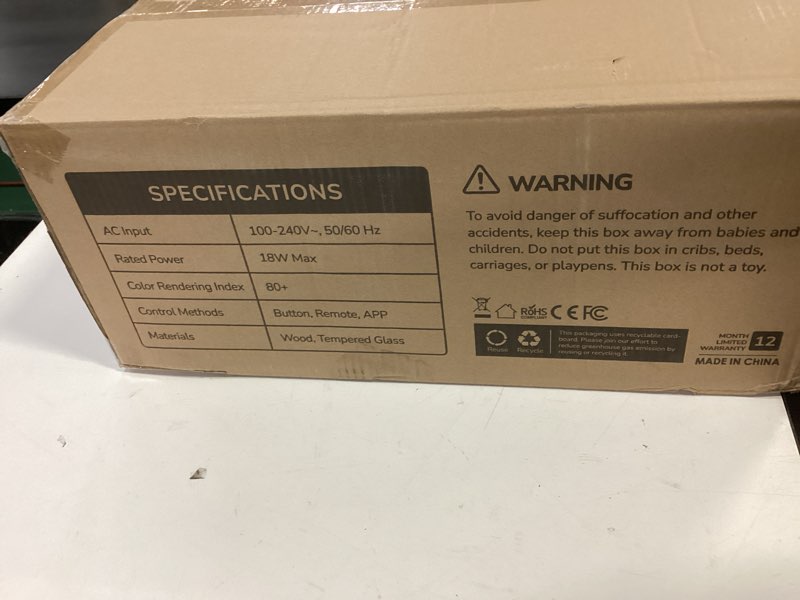 SPECIFICATIONS
AC Input 100-240V~, 50/60 Hz
Rated Power 18W Max
Color Rendering Index 80+
Control Methods Button, Remote, APP
Materials Wood, Tempered Glass
WARNING
To avoid danger of suffocation and other
accidents, keep this box away from babies and
children. Do not put this box in cribs, beds,
carriages, or playpens. This box is not a toy.
RoHS
COMPLIANT
CE FC
Reuse Recycle
This packaging uses recyclable card-
board. Please join our effort to
reduce greenhouse gas emission by
reusing or recycling it.
MONTH
LIMITED
WARRANTY 12
MADE IN CHINA